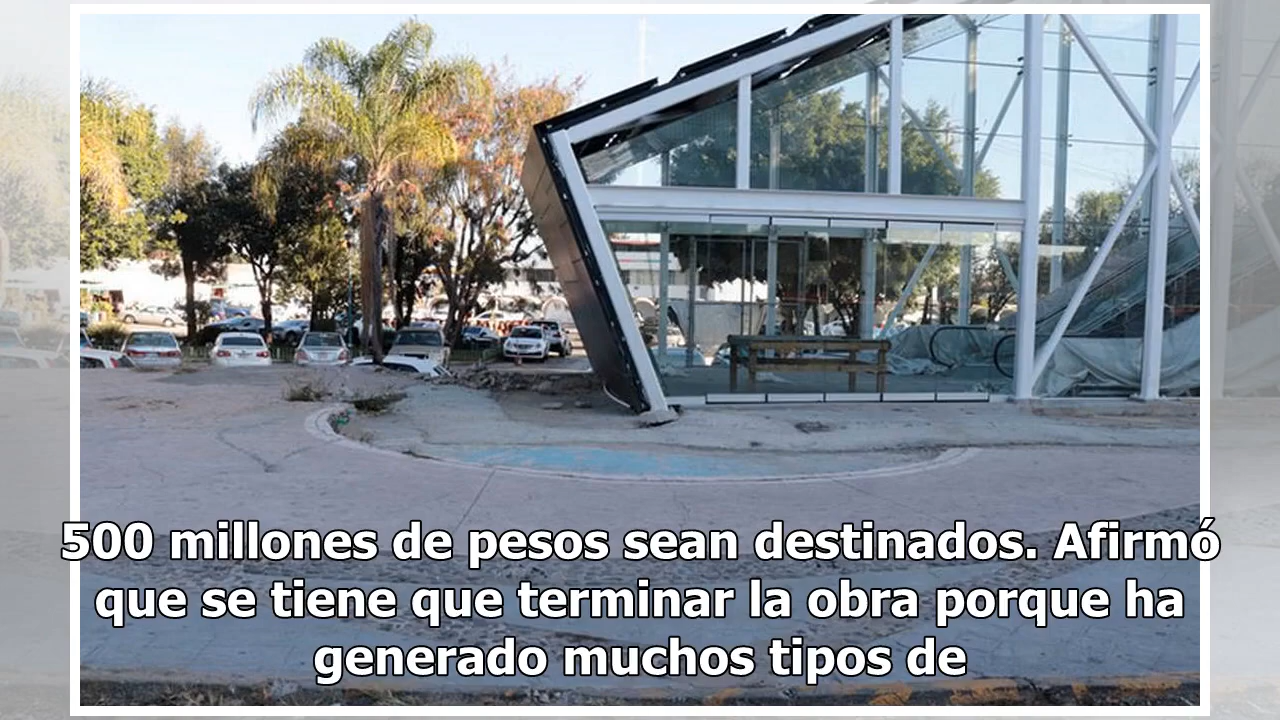 500 millones de pesos sean destinados. Afirmó
que se tiene que terminar la obra porque ha
generado muchos tipos de